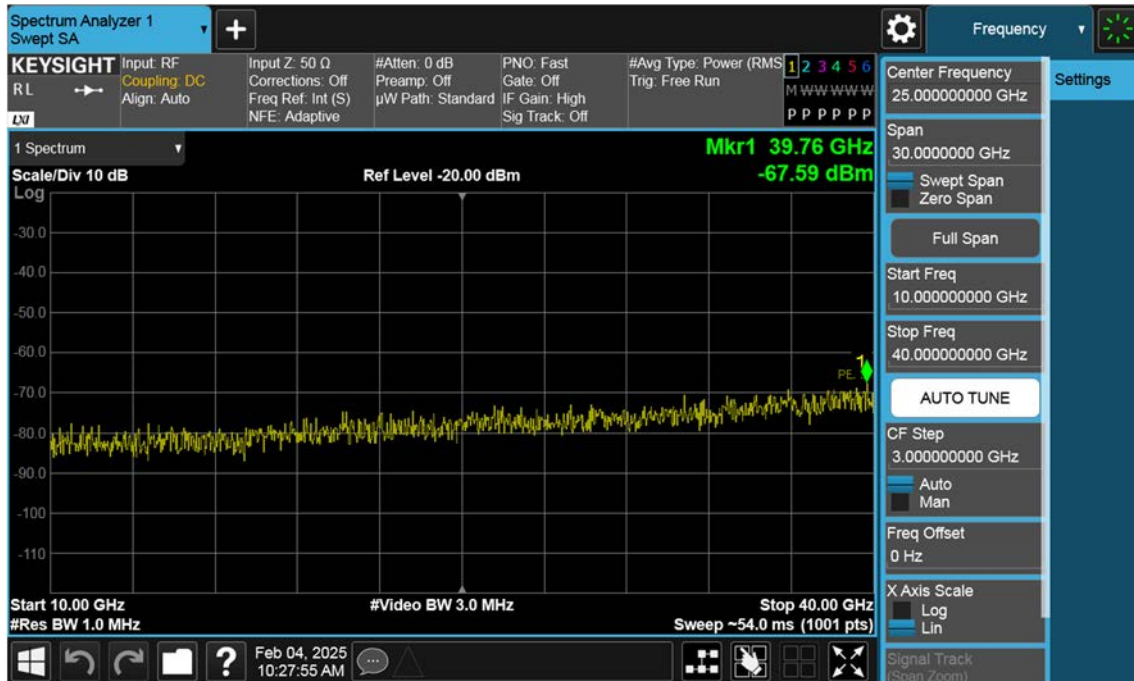 Spectrum Analyzer 1
Swept SA
Frequency
KEYSIGHT
RL
LXI
Input: RF
Coupling: DC
Align: Auto
Input Z: 50 Ω
Corrections: Off
Freq Ref: Int (S)
NFE: Adaptive
#Atten: 0 dB
Preamp: Off
µW Path: Standard
PNO: Fast
Gate: Off
IF Gain: High
Sig Track: Off
#Avg Type: Power (RMS
Trig: Free Run
1 2 3 4 5 6
M W W W W W
P P P P P P
1 Spectrum
Scale/Div 10 dB
Ref Level -20.00 dBm
Mkr1 39.76 GHz
-67.59 dBm
Log
-30.0
-40.0
-50.0
-60.0
-70.0
-80.0
-90.0
-100
-110
1
Start 10.00 GHz
#Res BW 1.0 MHz
#Video BW 3.0 MHz
Stop 40.00 GHz
Sweep ~54.0 ms (1001 pts)
?
Feb 04, 2025
10:27:55 AM
Center Frequency
25.000000000 GHz
Span
30.0000000 GHz
Swept Span
Zero Span
Full Span
Start Freq
10.000000000 GHz
Stop Freq
40.000000000 GHz
AUTO TUNE
CF Step
3.000000000 GHz
Auto
Man
Freq Offset
0 Hz
X Axis Scale
Log
Lin
Signal Track
(Span Zoom)
Settings